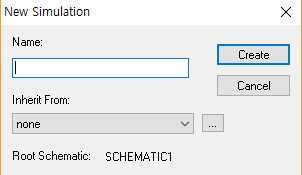 New Simulation
Name:
Create
Cancel
Inherit From:
none
...
Root Schematic: SCHEMATIC1